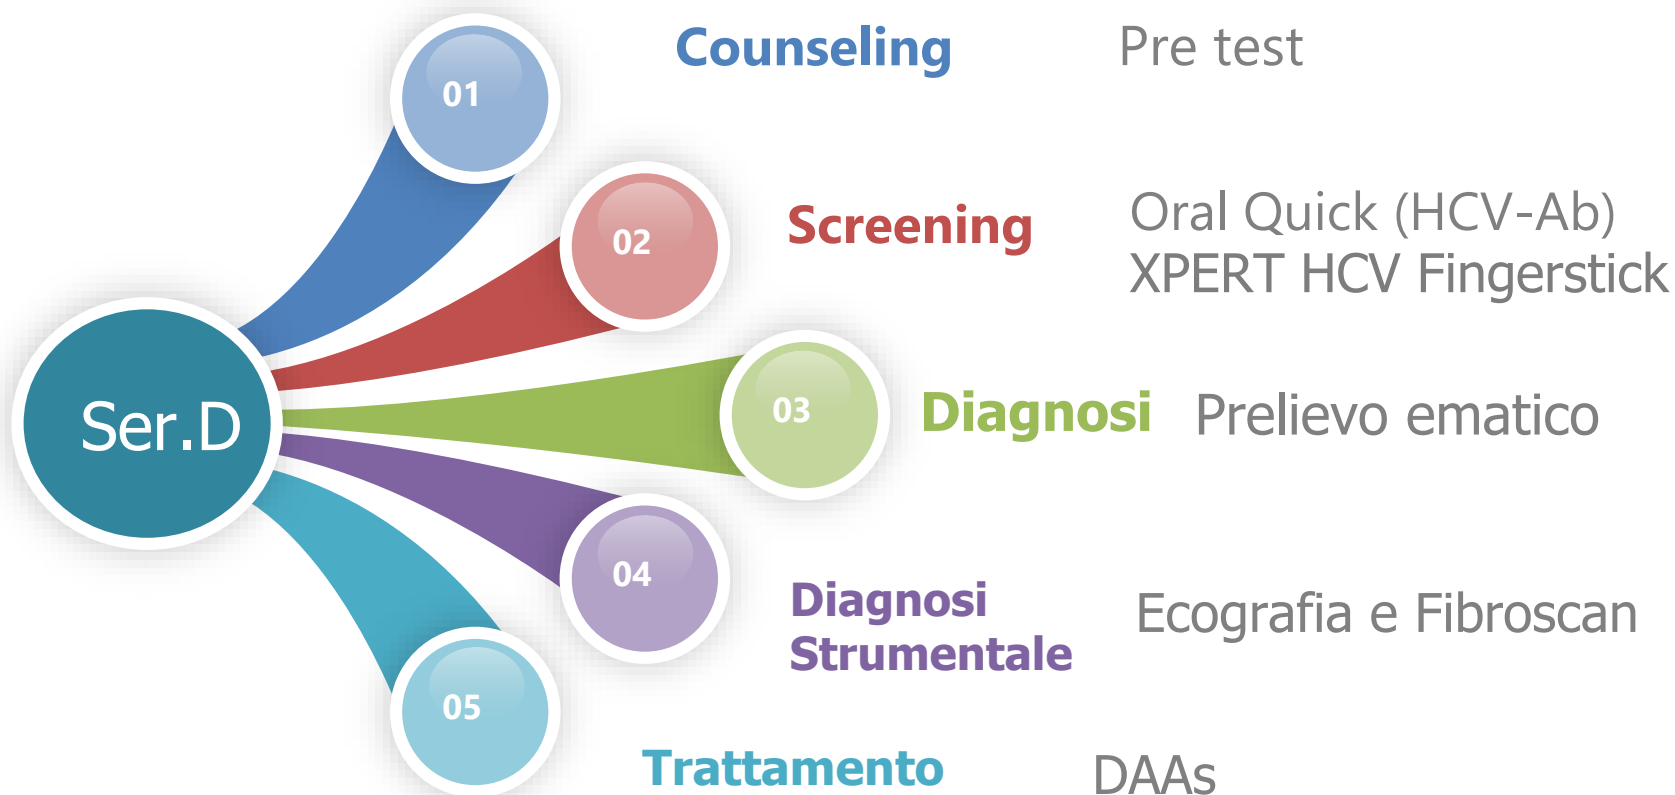 Ser.D
01
Counseling
Pre test
02
Screening
Oral Quick (HCV-Ab)
XPERT HCV Fingerstick
03
Diagnosi
Prelievo ematico
04
Diagnosi
Strumentale
Ecografia e Fibroscan
05
Trattamento
DAAs